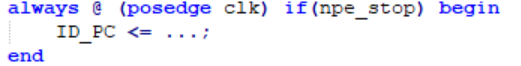 always @ (posedge clk) if(npe_stop) begin
ID_PC <= ...;
end